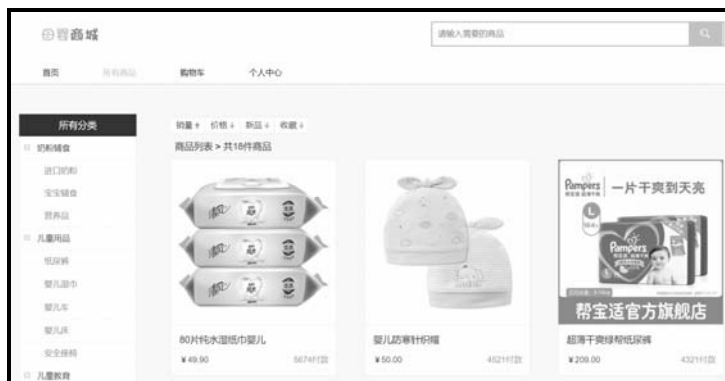 母婴商城
请输入需要的商品
首页 所有商品 购物车 个人中心
所有分类
奶粉辅食
进口奶粉
宝宝辅食
营养品
儿童用品
纸尿裤
婴儿湿巾
婴儿车
婴儿床
安全座椅
儿童教育
销量↑ 价格↓ 新品↓ 收藏↓
商品列表 > 共18件商品
80片纯水湿纸巾婴儿
¥49.90 5674付款
婴儿防寒针织帽
¥50.00 4521付款
Pampers
帮宝适
一片干爽到天亮
L
Pampers
帮宝适官方旗舰店
超薄干爽绿帮纸尿裤
¥209.00 4321付款